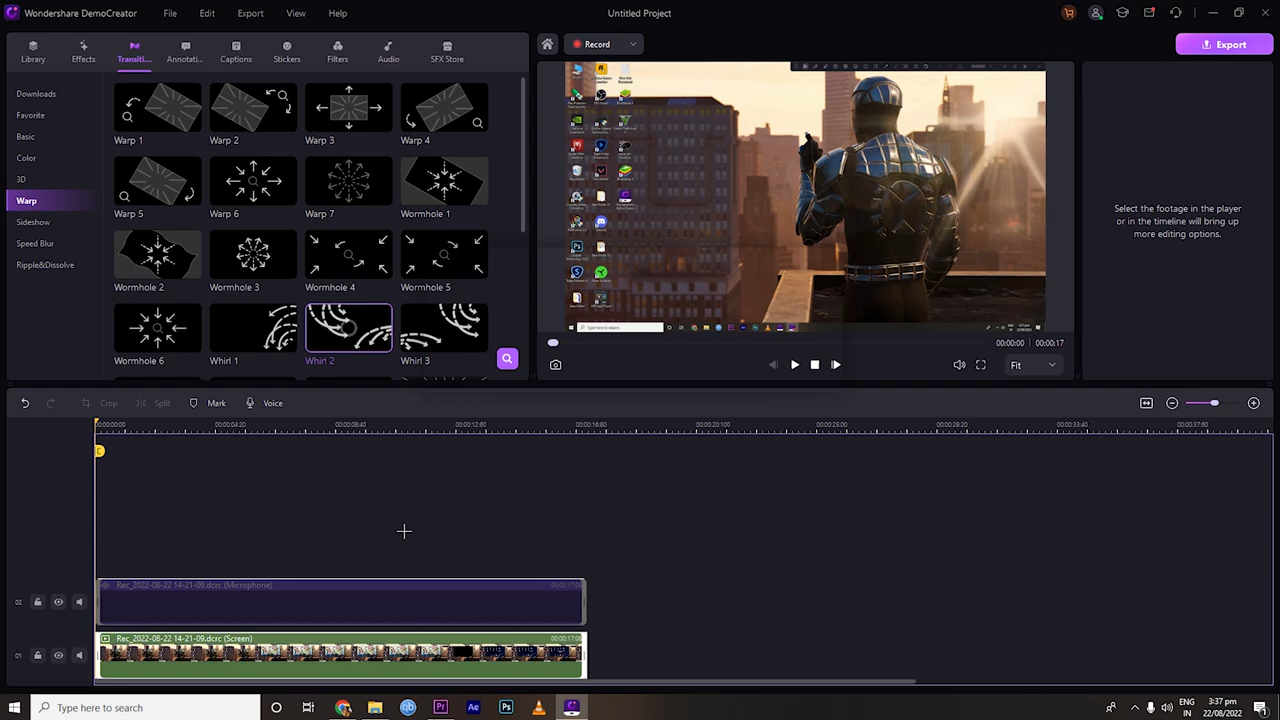 Wondershare DemoCreator File Edit Export View Help Untitled Project
Record
Export
Library Effects Transiti... Annotati... Captions Stickers Filters Audio SFX Store
Downloads
Favorite
Basic
Color
3D
Warp
Sideshow
Speed Blur
Ripple&Dissolve
Warp 1 Warp 2 Warp 3 Warp 4
Warp 5 Warp 6 Warp 7 Wormhole 1
Wormhole 2 Wormhole 3 Wormhole 4 Wormhole 5
Wormhole 6 Whirl 1 Whirl 2 Whirl 3
Type here to search
00:00:00 00:00:17
Fit
Select the footage in the player
or in the timeline will bring up
more editing options.
Crop Split Mark Voice
00:00:00:00 00:00:04:20 00:00:08:40 00:00:12:60 00:00:16:80 00:00:20:100 00:00:25:00 00:00:29:20 00:00:33:40 00:00:37:60
Rec_2022-08-22 14-21-09.dcrc (Microphone)
02
Rec_2022-08-22 14-21-09.dcrc (Screen)
01
Type here to search
ENG
IN
3:37 pm
22/08/2022